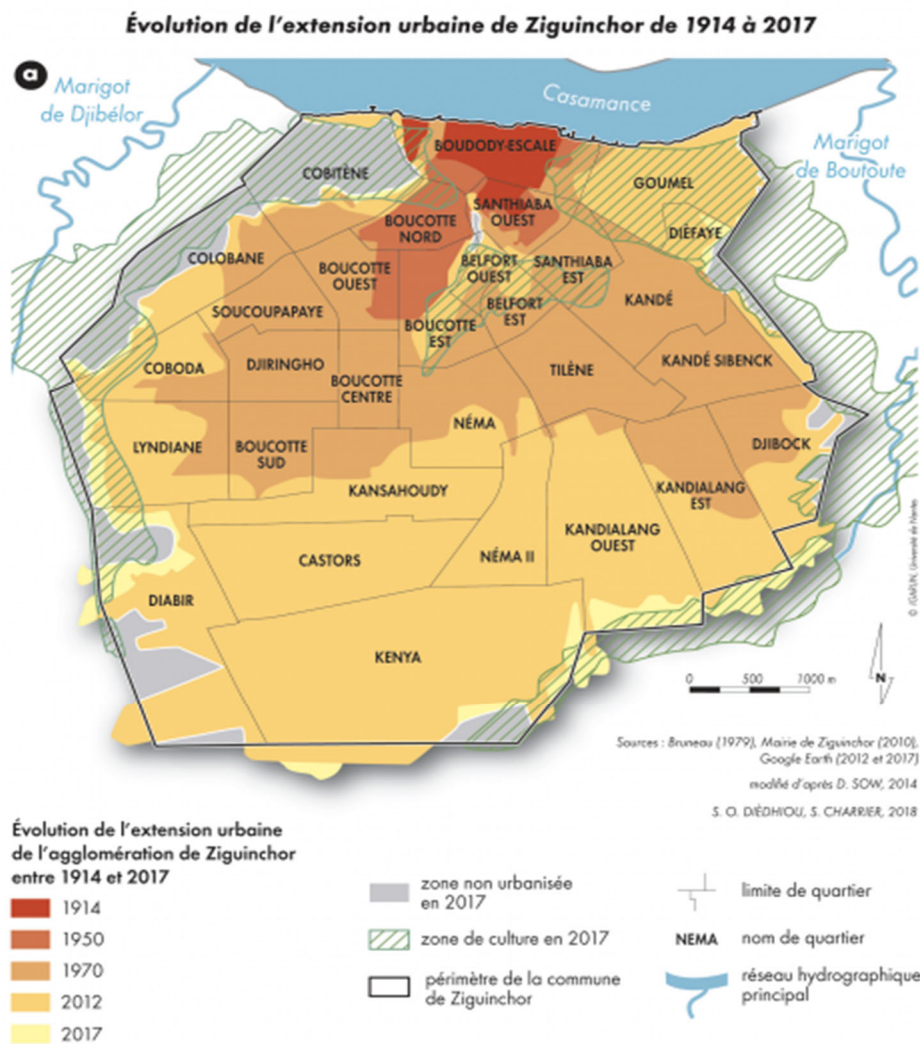 Évolution de l'extension urbaine de Ziguinchor de 1914 à 2017
a
Marigot
de Djibélor
Casamance
Marigot
de Boutoute
BOUDODY-ESCALE
COBITÈNE
GOUMEL
SANTHIABA
OUEST
BOUCOTTE
NORD
DIÉFAYE
COLOBANE
BELFORT
OUEST
SANTHIABA
EST
BOUCOTTE
OUEST
KANDÉ
SOUCOUPAPAYE
BELFORT
EST
BOUCOTTE
EST
KANDÉ SIBENCK
COBODA
DJIRINGHO
TILÈNE
BOUCOTTE
CENTRE
NÉMA
LYNDIANE
BOUCOTTE
SUD
DJIBOCK
KANSAHOUDY
KANDIALANG
EST
KANDIALANG
OUEST
CASTORS
NÉMA II
DIABIR
KENYA
© IGARUN, Université de Nantes
0 500 1000 m
N
Sources : Bruneau (1979), Mairie de Ziguinchor (2010),
Google Earth (2012 et 2017)
modifié d'après D. SOW, 2014
S. O. DIÉDHIOU, S. CHARRIER, 2018
Évolution de l'extension urbaine
de l'agglomération de Ziguinchor
entre 1914 et 2017
1914
1950
1970
2012
2017
zone non urbanisée
en 2017
zone de culture en 2017
périmètre de la commune
de Ziguinchor
limite de quartier
NEMA
nom de quartier
réseau hydrographique
principal